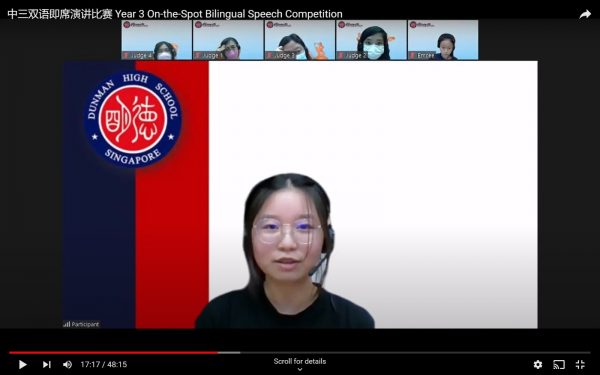 中三双语即席演讲比赛 Year 3 On-the-Spot Bilingual Speech Competition
Judge 4
Judge 1
Judge 3
Judge 2
Emcee
DUNMAN HIGH SCHOOL
SINGAPORE
Participant
17:17 / 48:15
Scroll for details